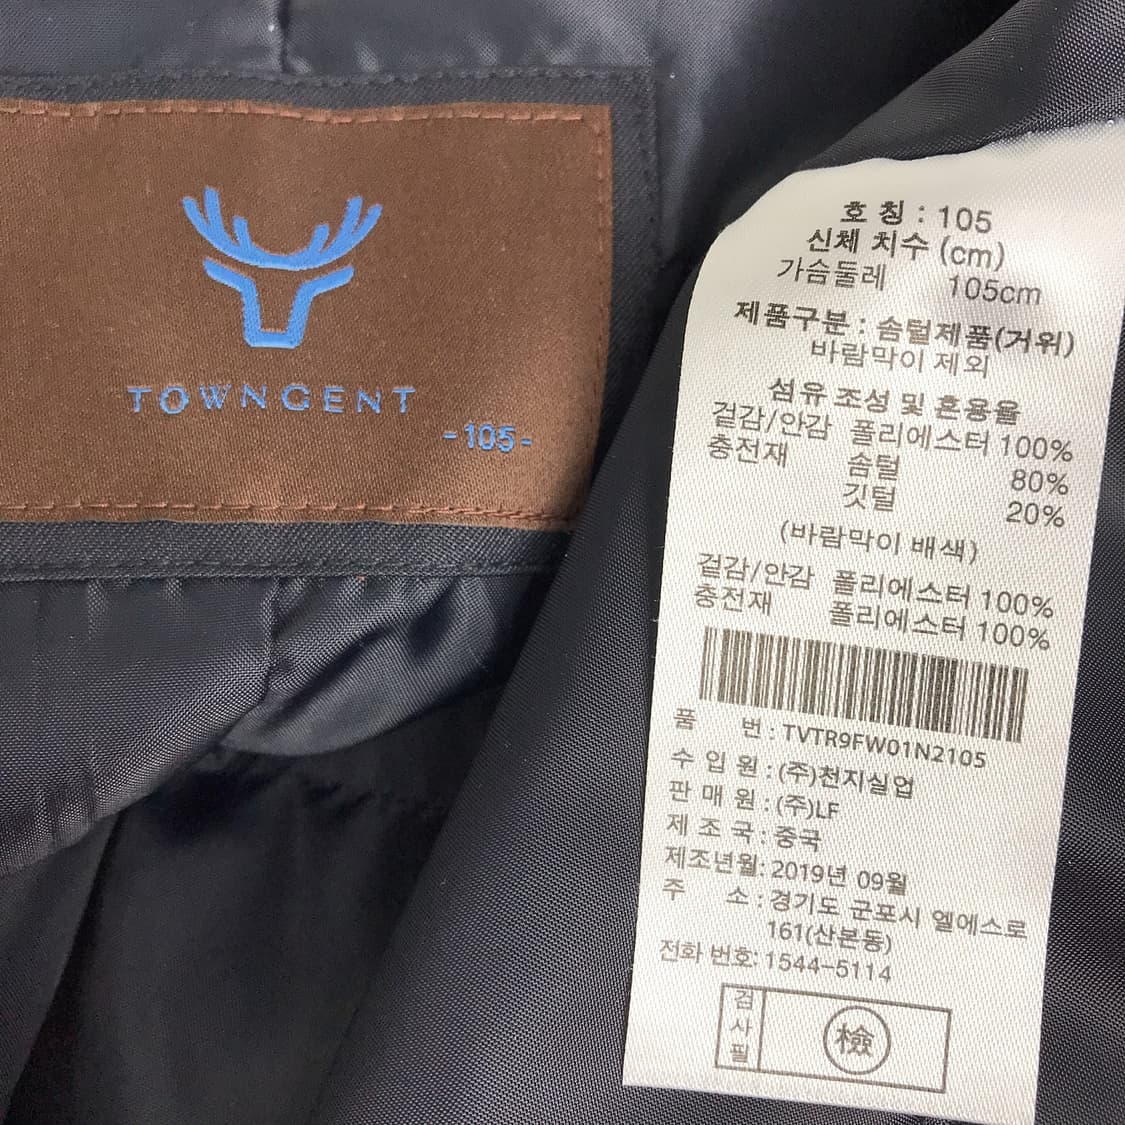 TOWNGENT
-105-
호 칭 : 105
신체 치수 (cm)
가슴둘레 105cm
제품구분 : 솜털제품(거위)
바람막이 제외
섬유 조성 및 혼용율
겉감/안감 폴리에스터 100%
충전재 솜털 80%
깃털 20%
(바람막이 배색)
겉감/안감 폴리에스터 100%
충전재 폴리에스터 100%
품 번 : TVTR9FW01N2105
수 입 원 : (주)천지실업
판 매 원 : (주)LF
제 조 국 : 중국
제조년월: 2019년 09월
주 소 : 경기도 군포시 엘에스로
161(산본동)
전화 번호: 1544-5114
검사필 檢